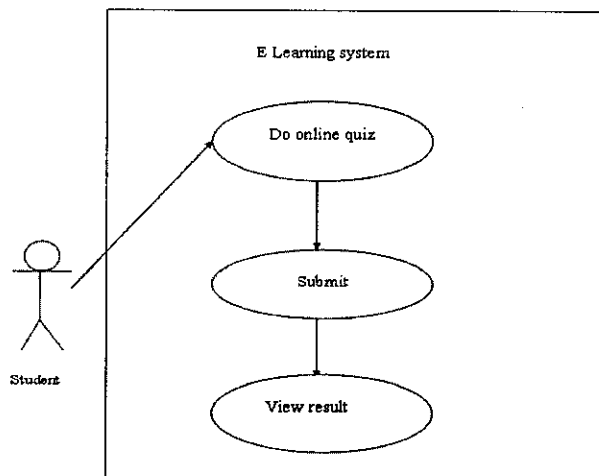 E Learning system
Do online quiz
Submit
Student
View result